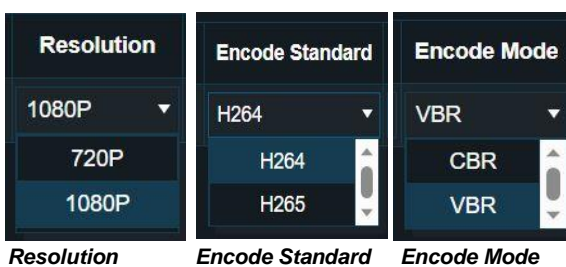 Resolution
1080P
720P
1080P
Encode Standard
H264
H264
H265
Encode Mode
VBR
CBR
VBR
Resolution Encode Standard Encode Mode